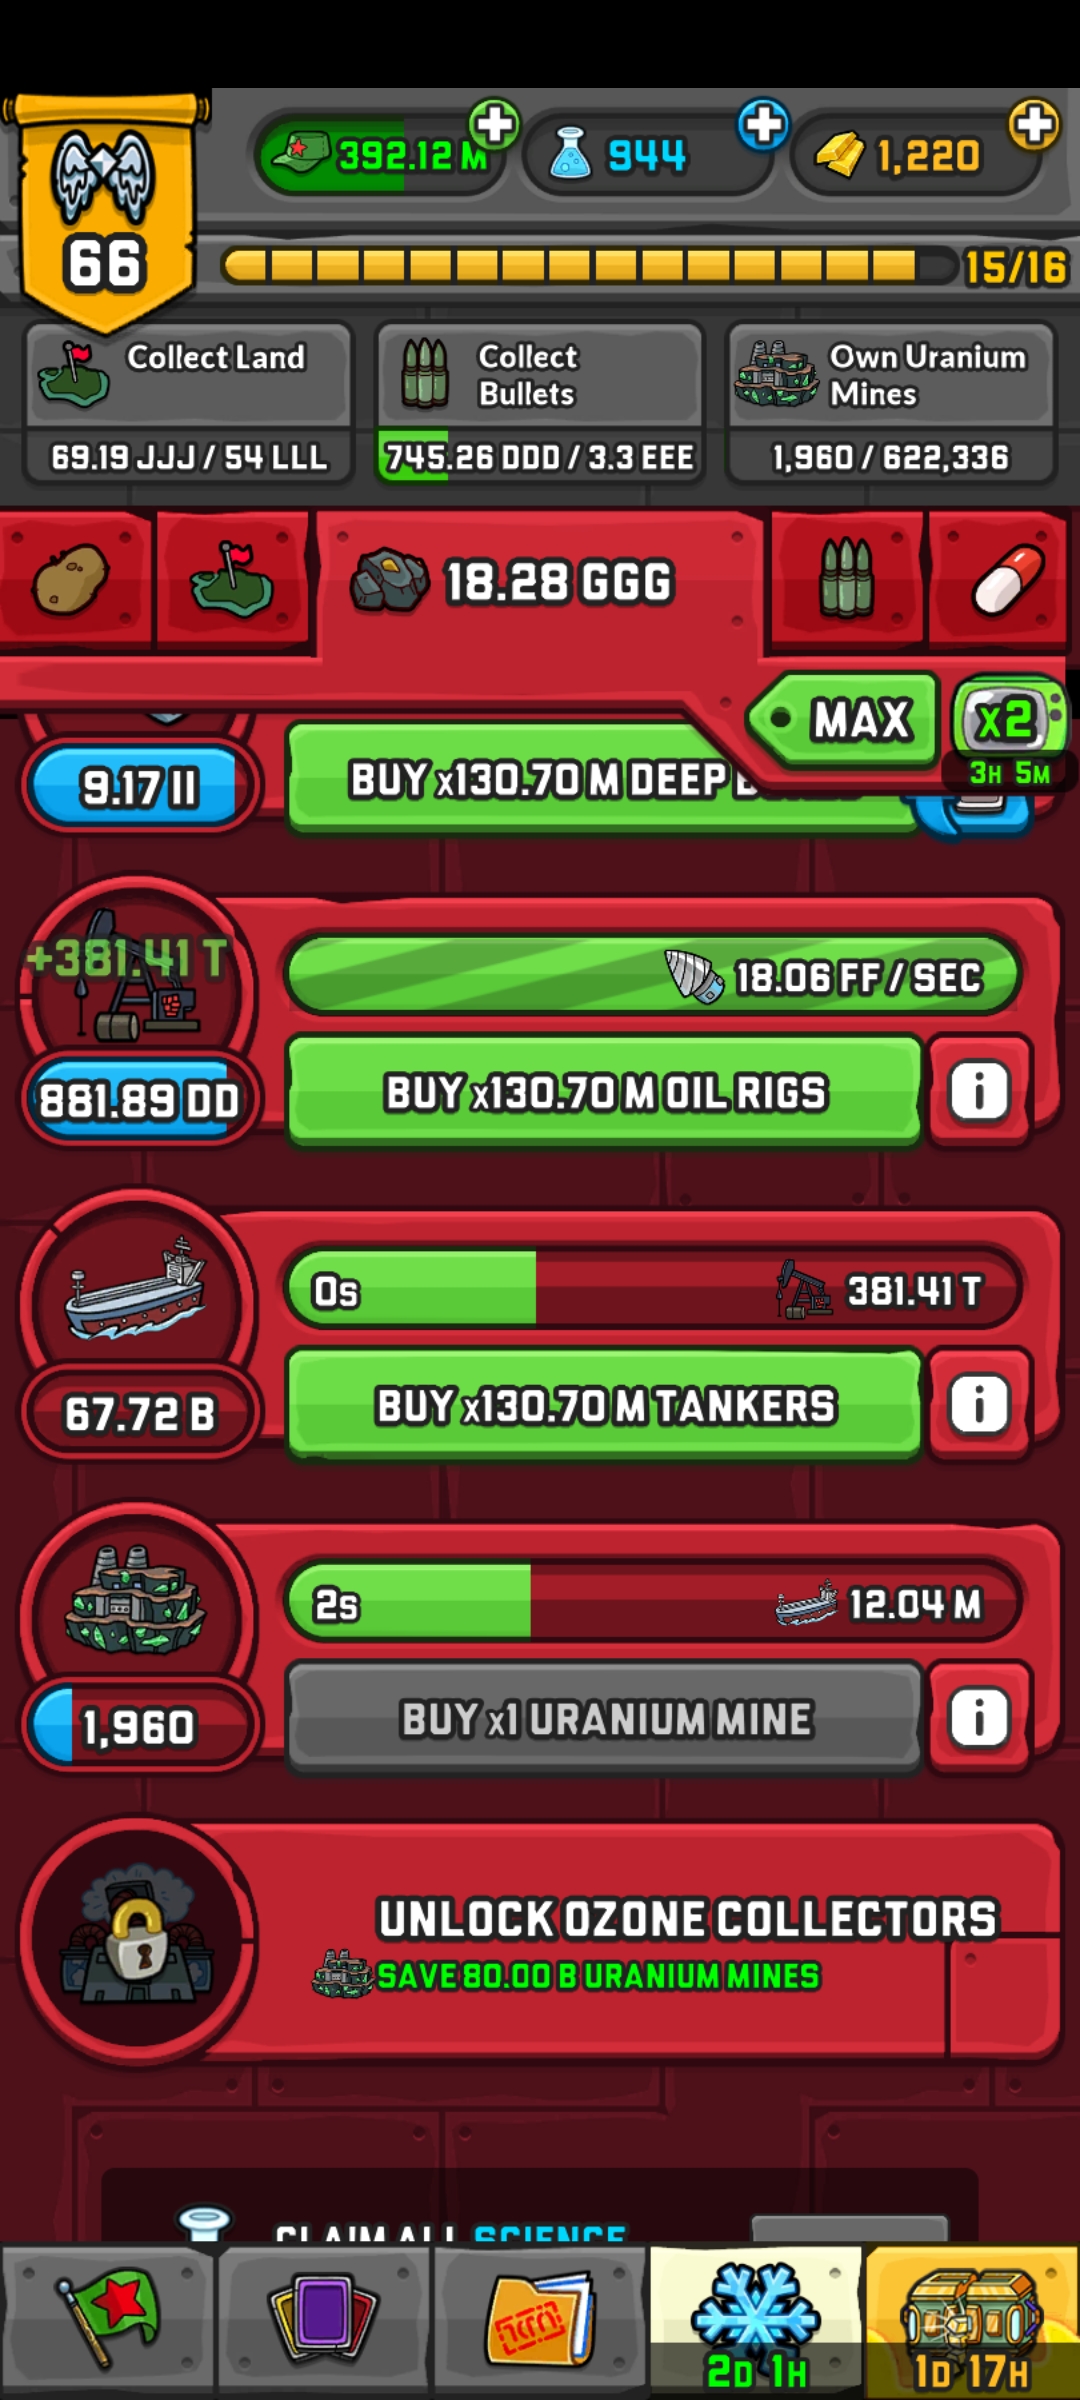 392.12 M
944
1,220
66
15/16
Collect Land
69.19 JJJ / 54 LLL
Collect
Bullets
745.26 DDD / 3.3 EEE
Own Uranium
Mines
1,960 / 622,336
18.28 GGG
MAX
x2
3H 5M
9.17 II
BUY x130.70 M DEEP
+381.41 T
18.06 FF / SEC
881.89 DD
BUY x130.70 M OIL RIGS
i
0s
381.41 T
67.72 B
BUY x130.70 M TANKERS
i
2s
12.04 M
1,960
BUY x1 URANIUM MINE
i
UNLOCK OZONE COLLECTORS
SAVE 80.00 B URANIUM MINES
CLAIM ALL SCIENCE
2D 1H
1D 17H